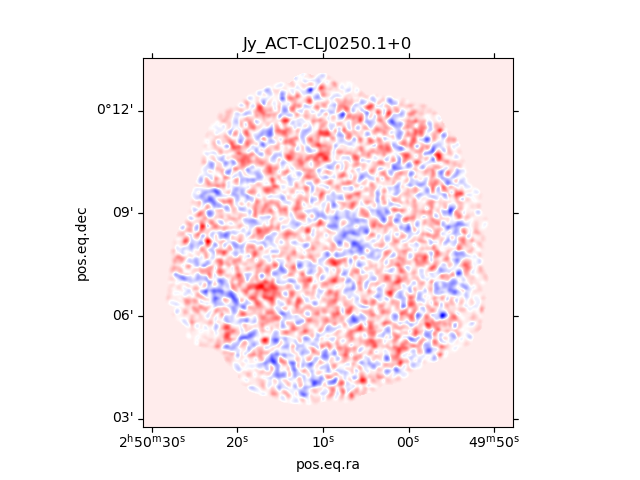 Jy_ACT-CLJ0250.1+0
0°12'
09'
06'
03'
2ʰ50ᵐ30ˢ 20ˢ 10ˢ 00ˢ 49ᵐ50ˢ
pos.eq.dec
pos.eq.ra